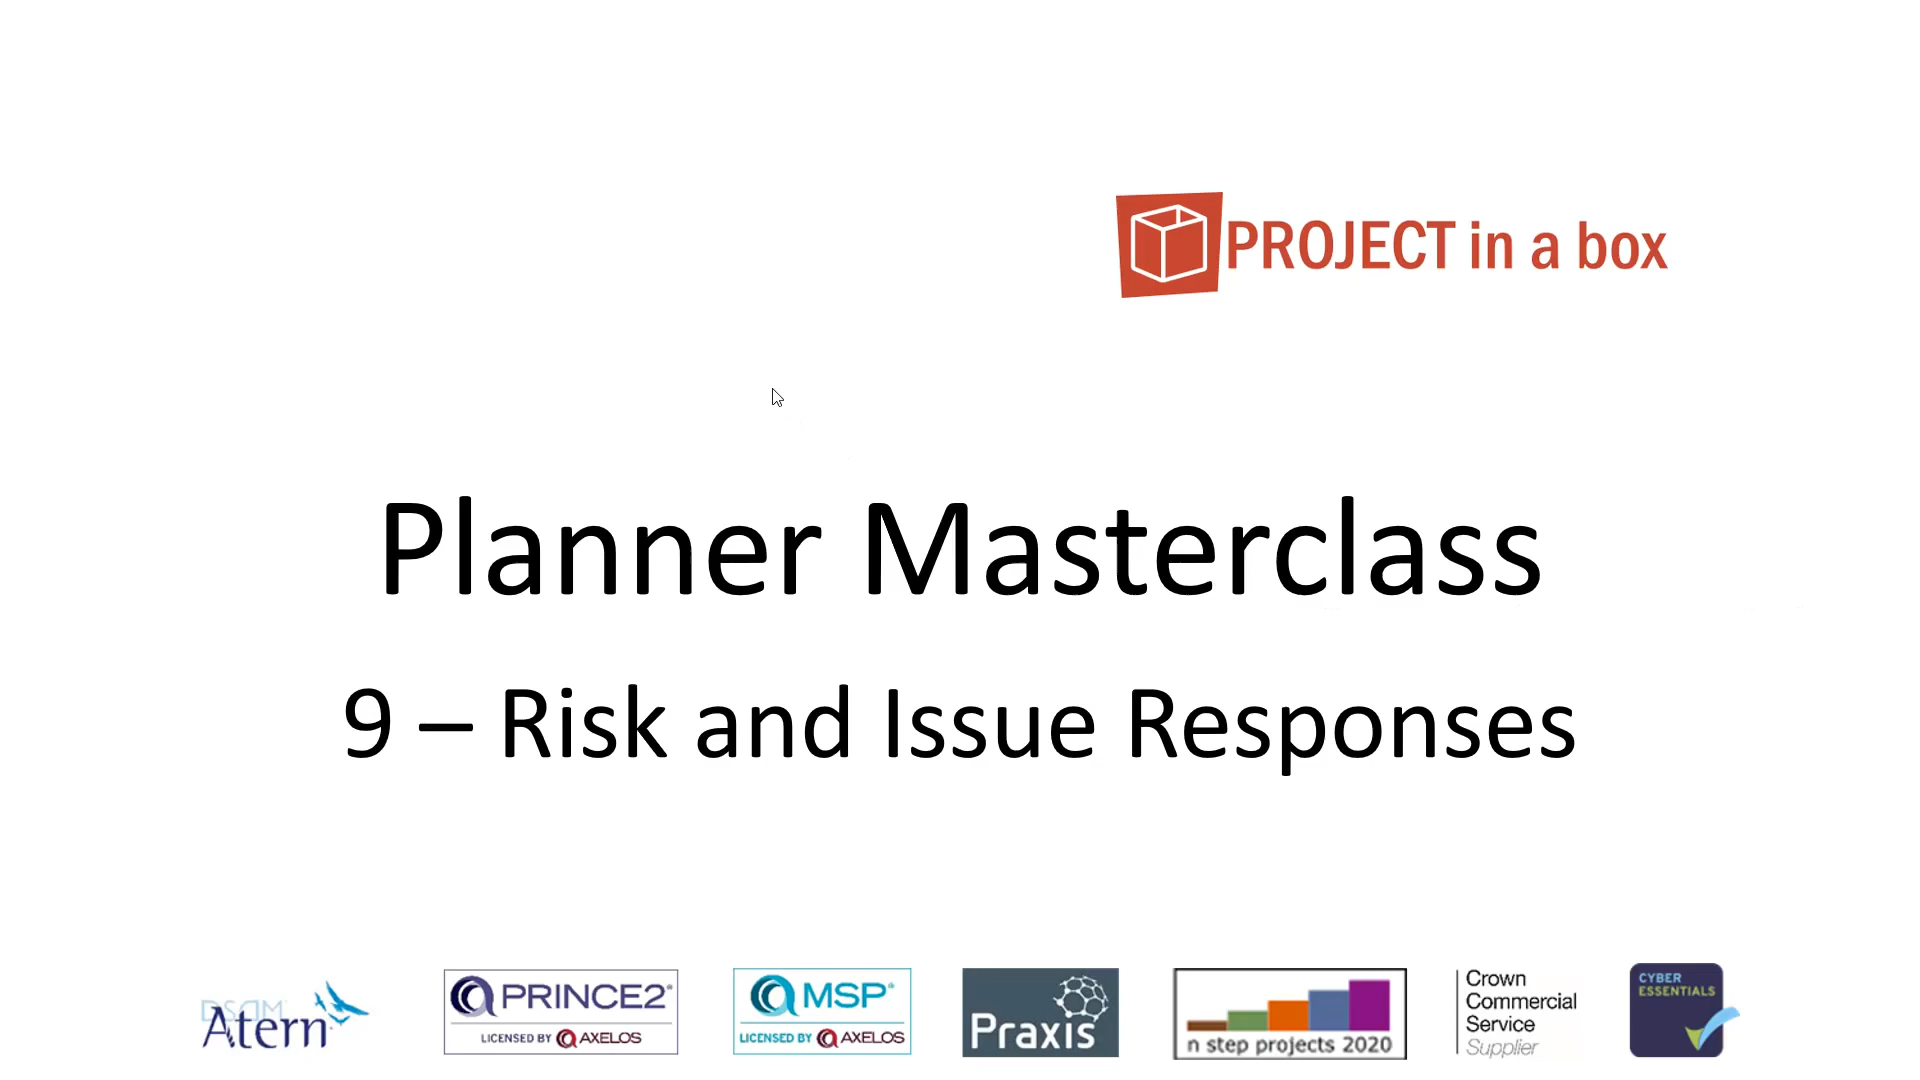 PROJECT in a box
Planner Masterclass
9 – Risk and Issue Responses
DSDM
Atern
PRINCE2®
LICENSED BY AXELOS
MSP®
LICENSED BY AXELOS
Praxis
n step projects 2020
Crown
Commercial
Service
Supplier
CYBER
ESSENTIALS